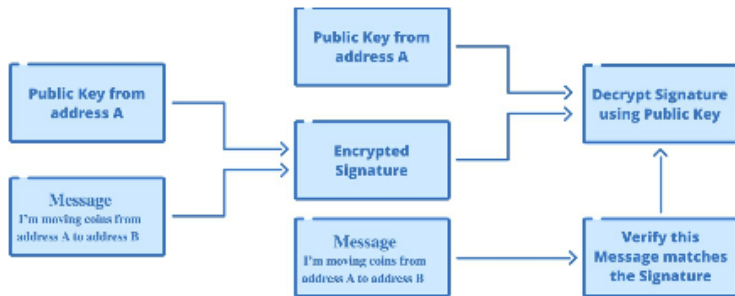 Public Key from
address A
Message
I'm moving coins from
address A to address B
Public Key from
address A
Encrypted
Signature
Message
I'm moving coins from
address A to address B
Decrypt Signature
using Public Key
Verify this
Message matches
the Signature